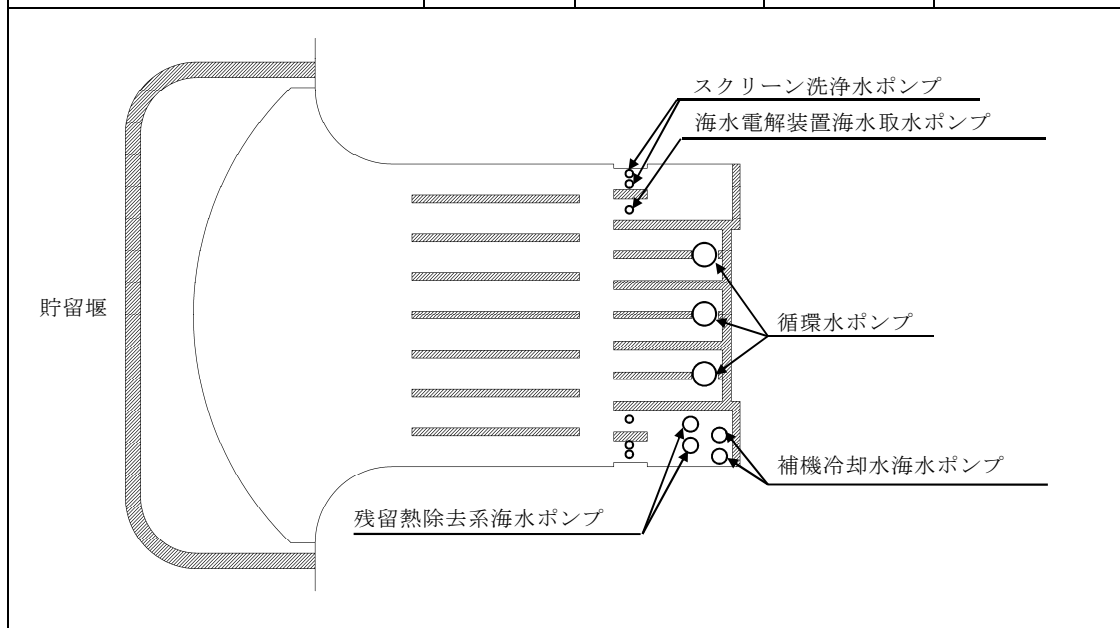 スクリーン洗浄水ポンプ
海水電解装置海水取水ポンプ
貯留堰
循環水ポンプ
補機冷却水海水ポンプ
残留熱除去系海水ポンプ